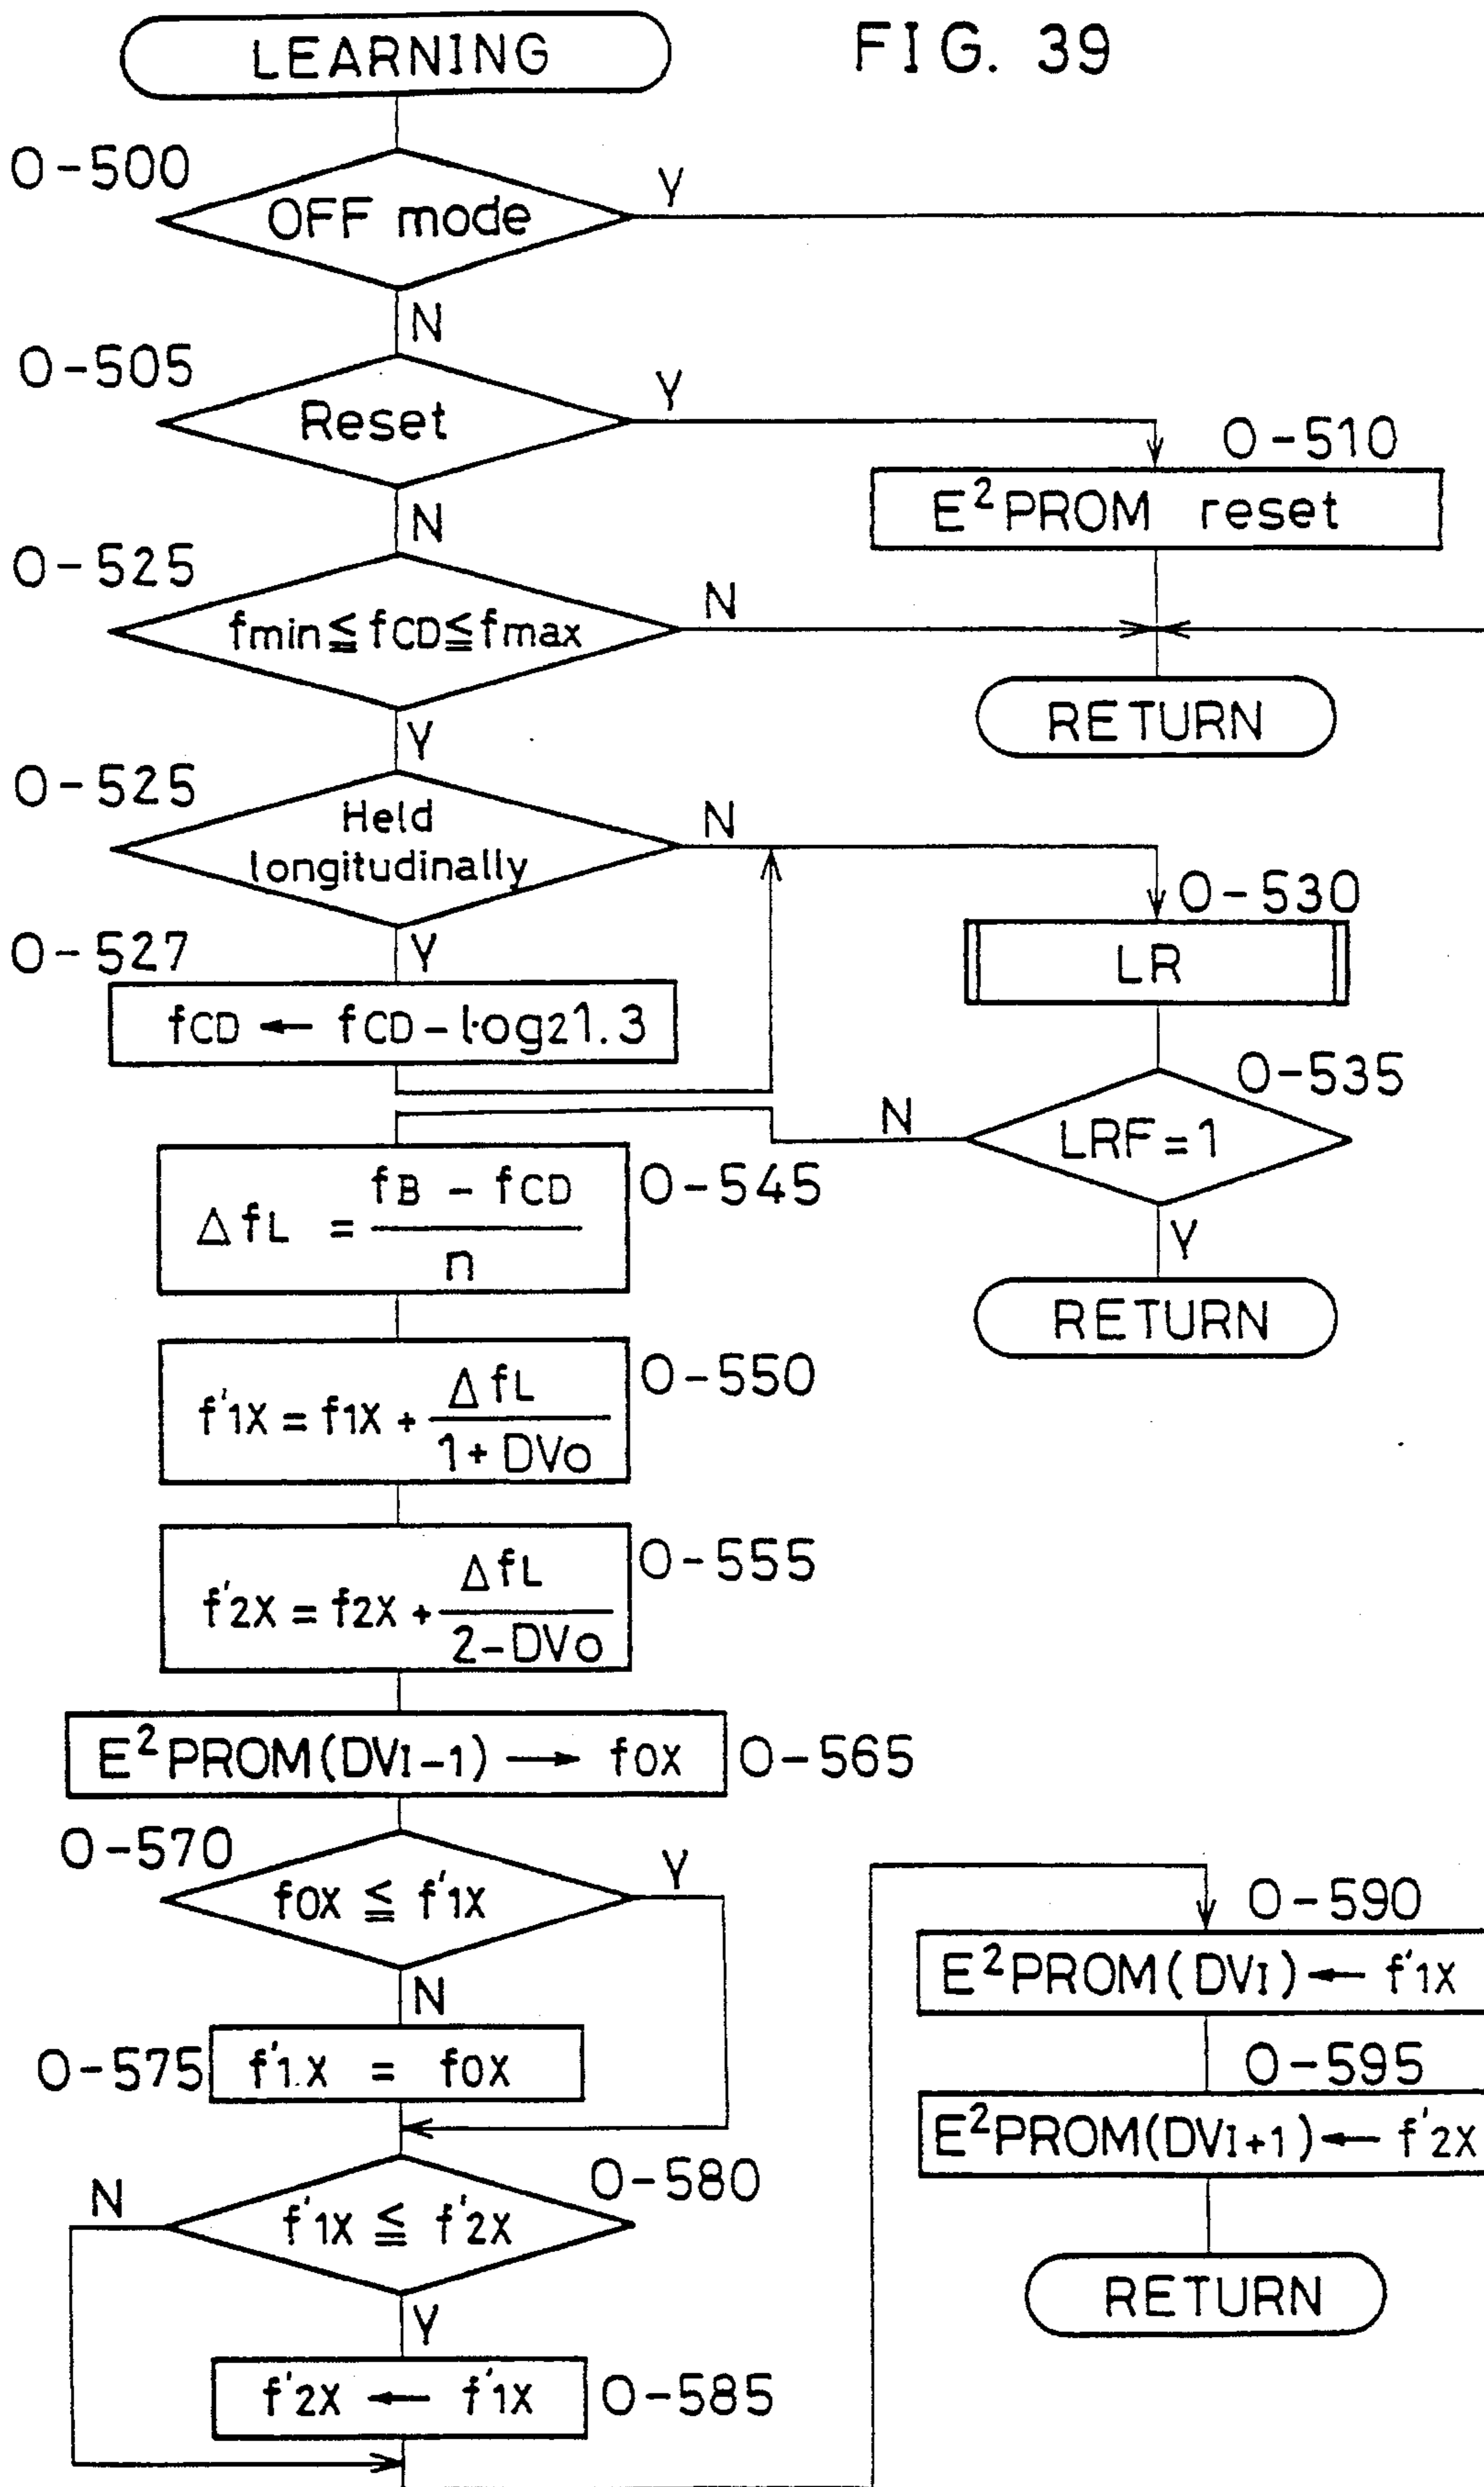 FIG. 39
LEARNING
O-500
OFF mode
Y
N
O-505
Reset
Y
N
O-510
E²PROM reset
O-525
fmin≦fCD≦fmax
N
Y
RETURN
O-525
Held
longitudinally
N
Y
O-527
fCD ← fCD-log21.3
O-530
LR
O-535
LRF=1
N
Y
RETURN
ΔfL = (fB - fCD)/n
O-545
f'1X = f1X + ΔfL/(1+DVo)
O-550
f'2X = f2X + ΔfL/(2-DVo)
O-555
E²PROM(DVI-1) → f0X
O-565
O-570
f0X ≦ f'1X
Y
N
O-575
f'1X = f0X
O-580
f'1X ≦ f'2X
N
Y
f'2X ← f'1X
O-585
O-590
E²PROM(DVI) ← f'1X
O-595
E²PROM(DVI+1) ← f'2X
RETURN